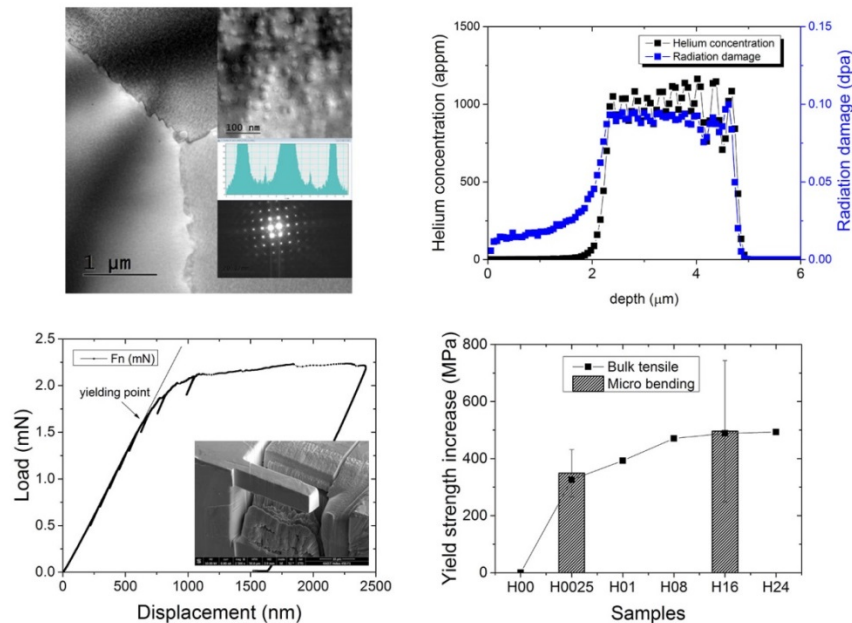 1 μm
100 nm
1500
1000
500
0
Helium concentration (appm)
Helium concentration
Radiation damage
0.15
0.10
0.05
0.00
Radiation damage (dpa)
0
2
4
6
depth (μm)
2.5
2.0
1.5
1.0
0.5
0.0
Load (mN)
Fn (mN)
yielding point
0
500
1000
1500
2000
2500
Displacement (nm)
800
600
400
200
0
Yield strength increase (MPa)
Bulk tensile
Micro bending
H00
H0025
H01
H08
H16
H24
Samples